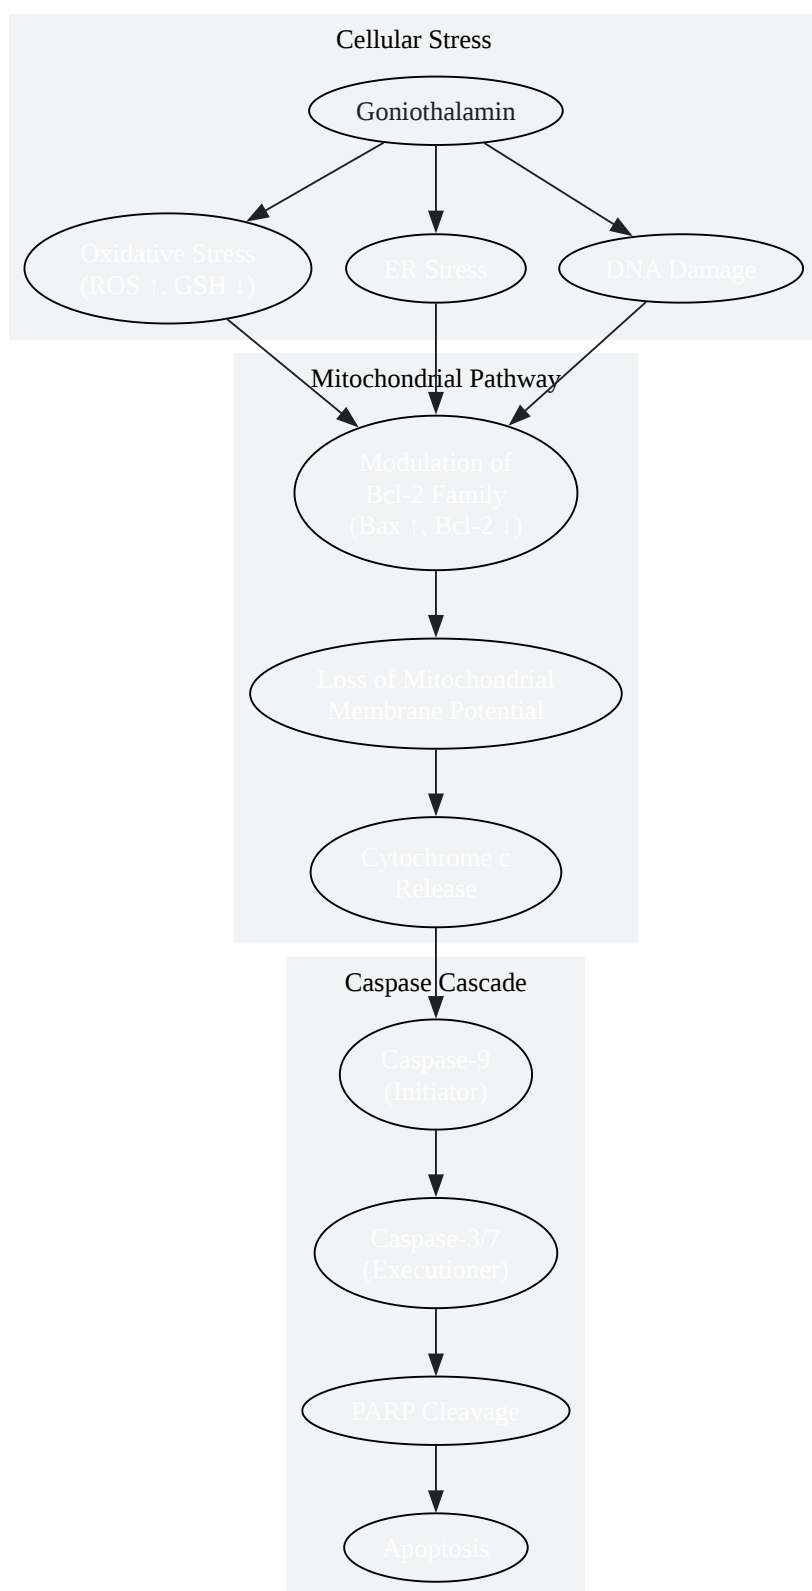 Cellular Stress
Goniothalamin
Oxidative Stress
(ROS ↑, GSH ↓)
ER Stress
DNA Damage
Mitochondrial Pathway
Modulation of
Bcl-2 Family
(Bax ↑, Bcl-2 ↓)
Loss of Mitochondrial
Membrane Potential
Cytochrome c
Release
Caspase Cascade
Caspase-9
(Initiator)
Caspase-3/7
(Executioner)
PARP Cleavage
Apoptosis